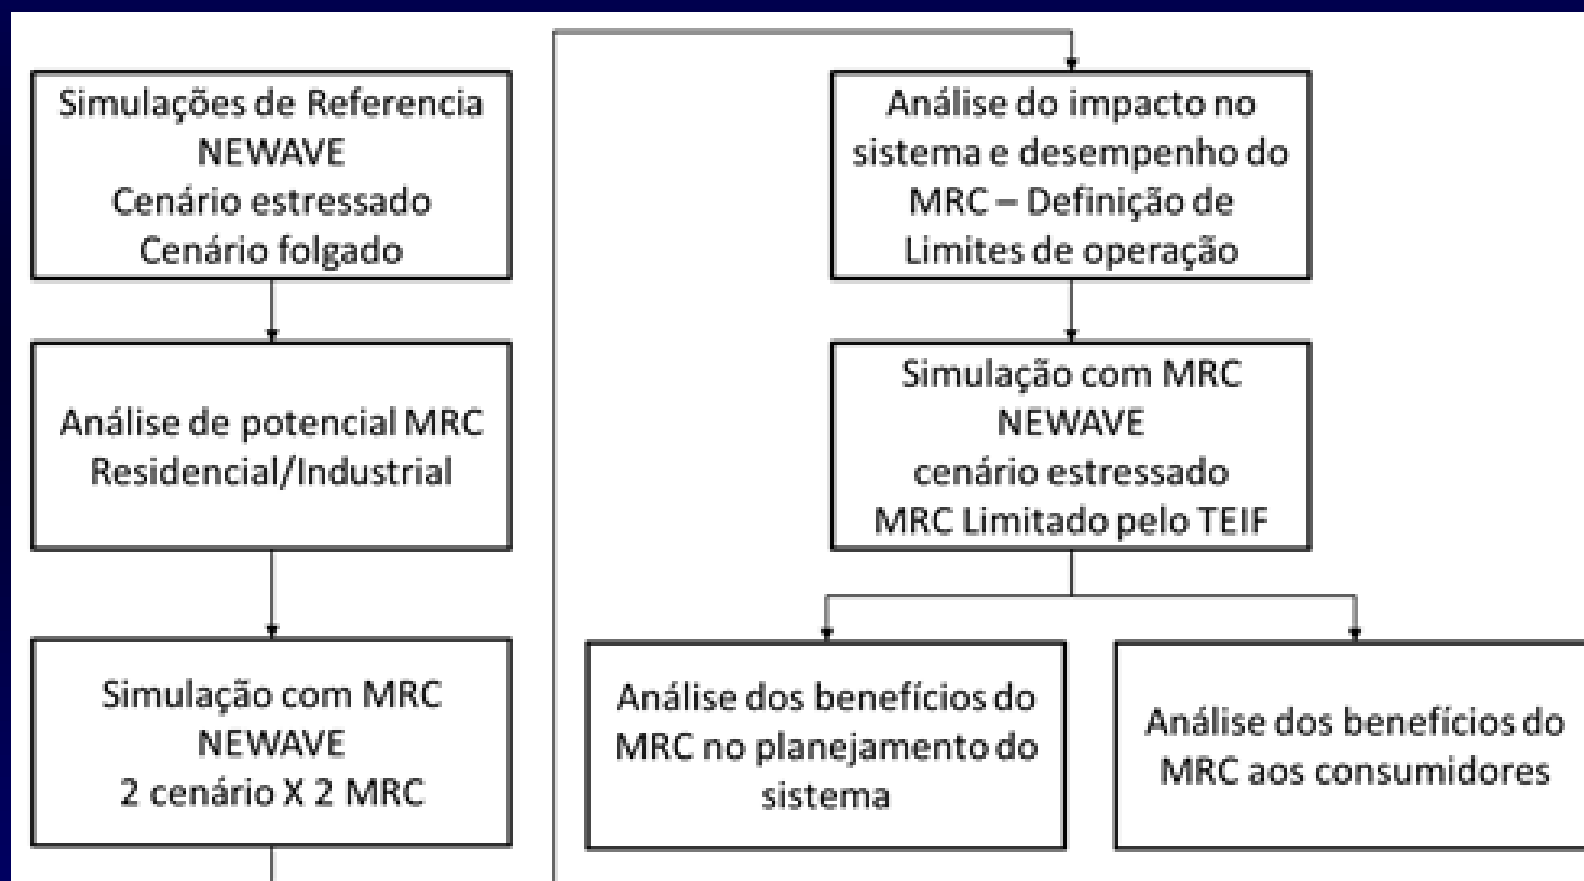 Simulações de Referencia
NEWAVE
Cenário estressado
Cenário folgado
Análise de potencial MRC
Residencial/Industrial
Simulação com MRC
NEWAVE
2 cenário X 2 MRC
Análise do impacto no
sistema e desempenho do
MRC – Definição de
Limites de operação
Simulação com MRC
NEWAVE
cenário estressado
MRC Limitado pelo TEIF
Análise dos benefícios do
MRC no planejamento do
sistema
Análise dos benefícios do
MRC aos consumidores